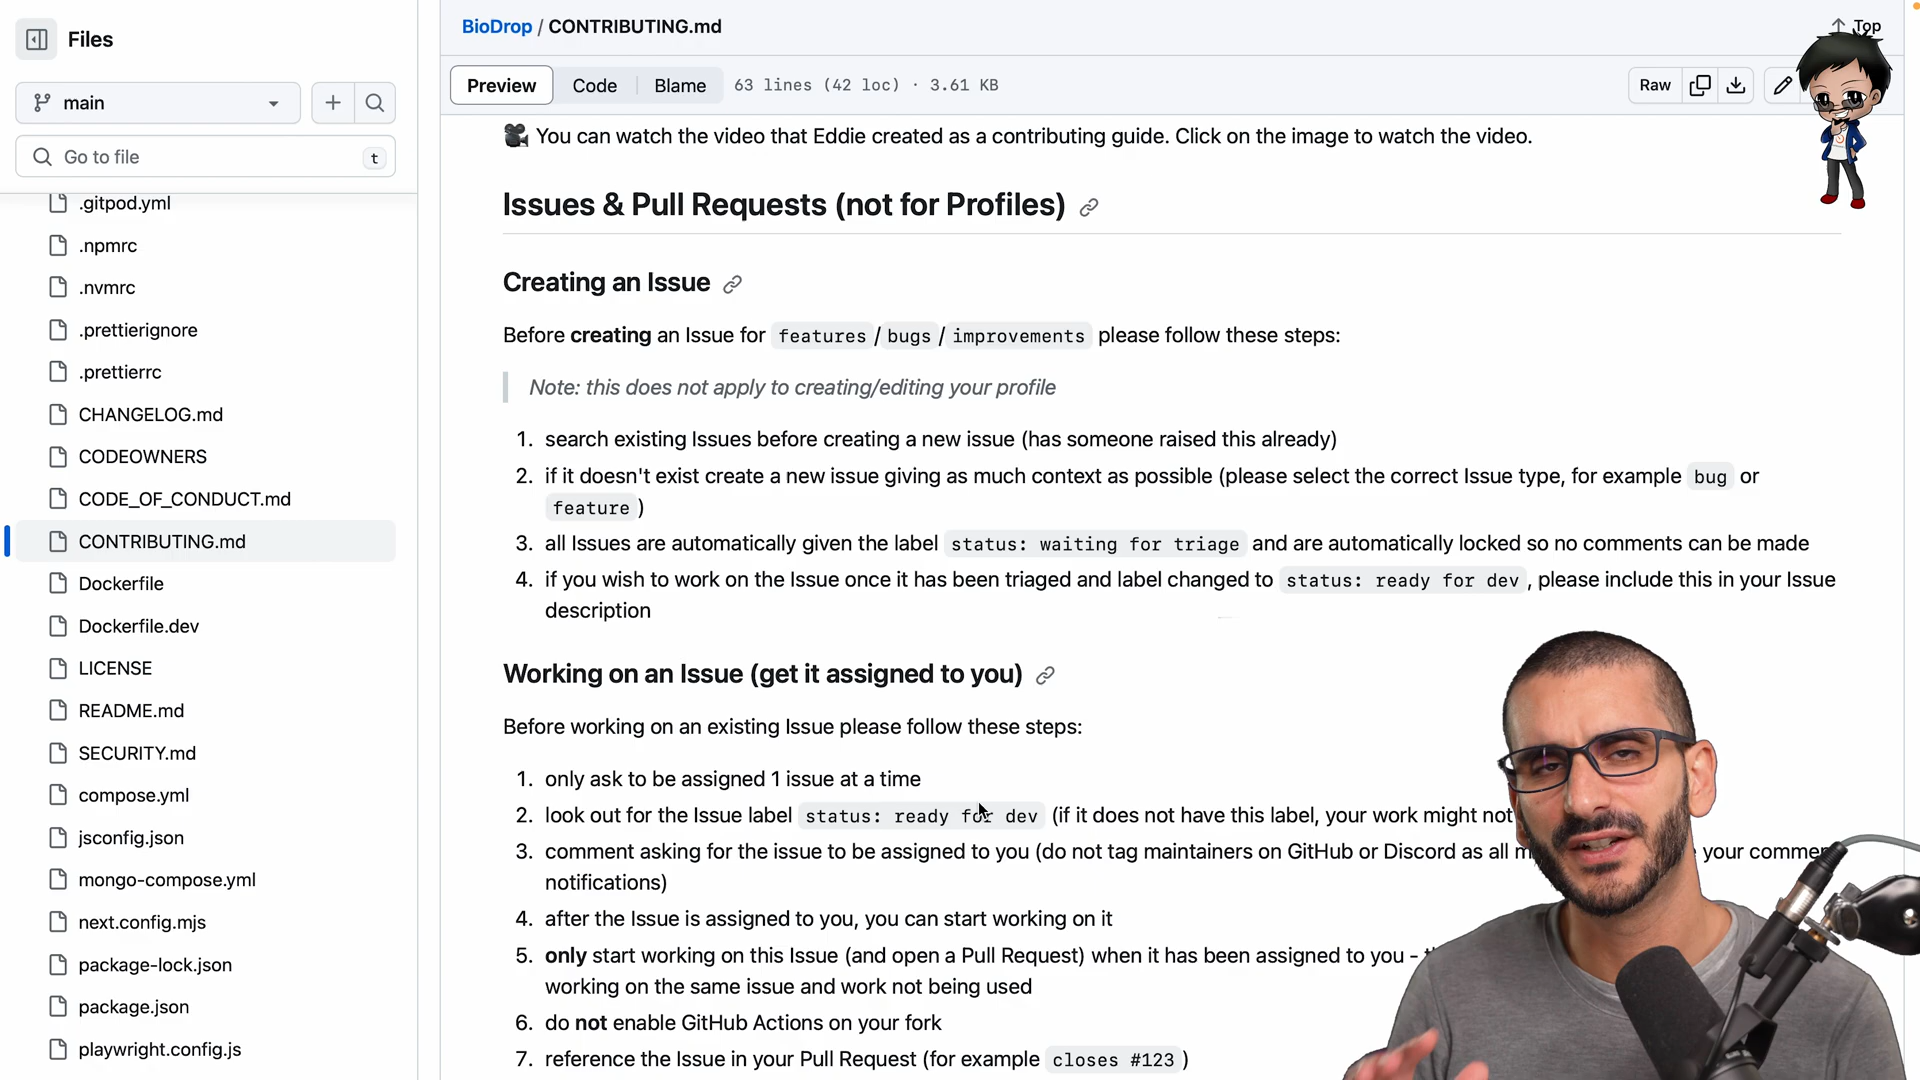 Files
main
Go to file
t
.gitpod.yml
.npmrc
.nvmrc
.prettierignore
.prettierrc
CHANGELOG.md
CODEOWNERS
CODE_OF_CONDUCT.md
CONTRIBUTING.md
Dockerfile
Dockerfile.dev
LICENSE
README.md
SECURITY.md
compose.yml
jsconfig.json
mongo-compose.yml
next.config.mjs
package-lock.json
package.json
playwright.config.js
BioDrop / CONTRIBUTING.md
Top
Preview Code Blame 63 lines (42 loc) · 3.61 KB
Raw
🎥 You can watch the video that Eddie created as a contributing guide. Click on the image to watch the video.
Issues & Pull Requests (not for Profiles)
Creating an Issue
Before creating an Issue for features / bugs / improvements please follow these steps:
Note: this does not apply to creating/editing your profile
1. search existing Issues before creating a new issue (has someone raised this already)
2. if it doesn't exist create a new issue giving as much context as possible (please select the correct Issue type, for example bug or
feature )
3. all Issues are automatically given the label status: waiting for triage and are automatically locked so no comments can be made
4. if you wish to work on the Issue once it has been triaged and label changed to status: ready for dev , please include this in your Issue
description
Working on an Issue (get it assigned to you)
Before working on an existing Issue please follow these steps:
1. only ask to be assigned 1 issue at a time
2. look out for the Issue label status: ready for dev (if it does not have this label, your work might not
3. comment asking for the issue to be assigned to you (do not tag maintainers on GitHub or Discord as all your
notifications)
4. after the Issue is assigned to you, you can start working on it
5. only start working on this Issue (and open a Pull Request) when it has been assigned to you -
working on the same issue and work not being used
6. do not enable GitHub Actions on your fork
7. reference the Issue in your Pull Request (for example closes #123 )